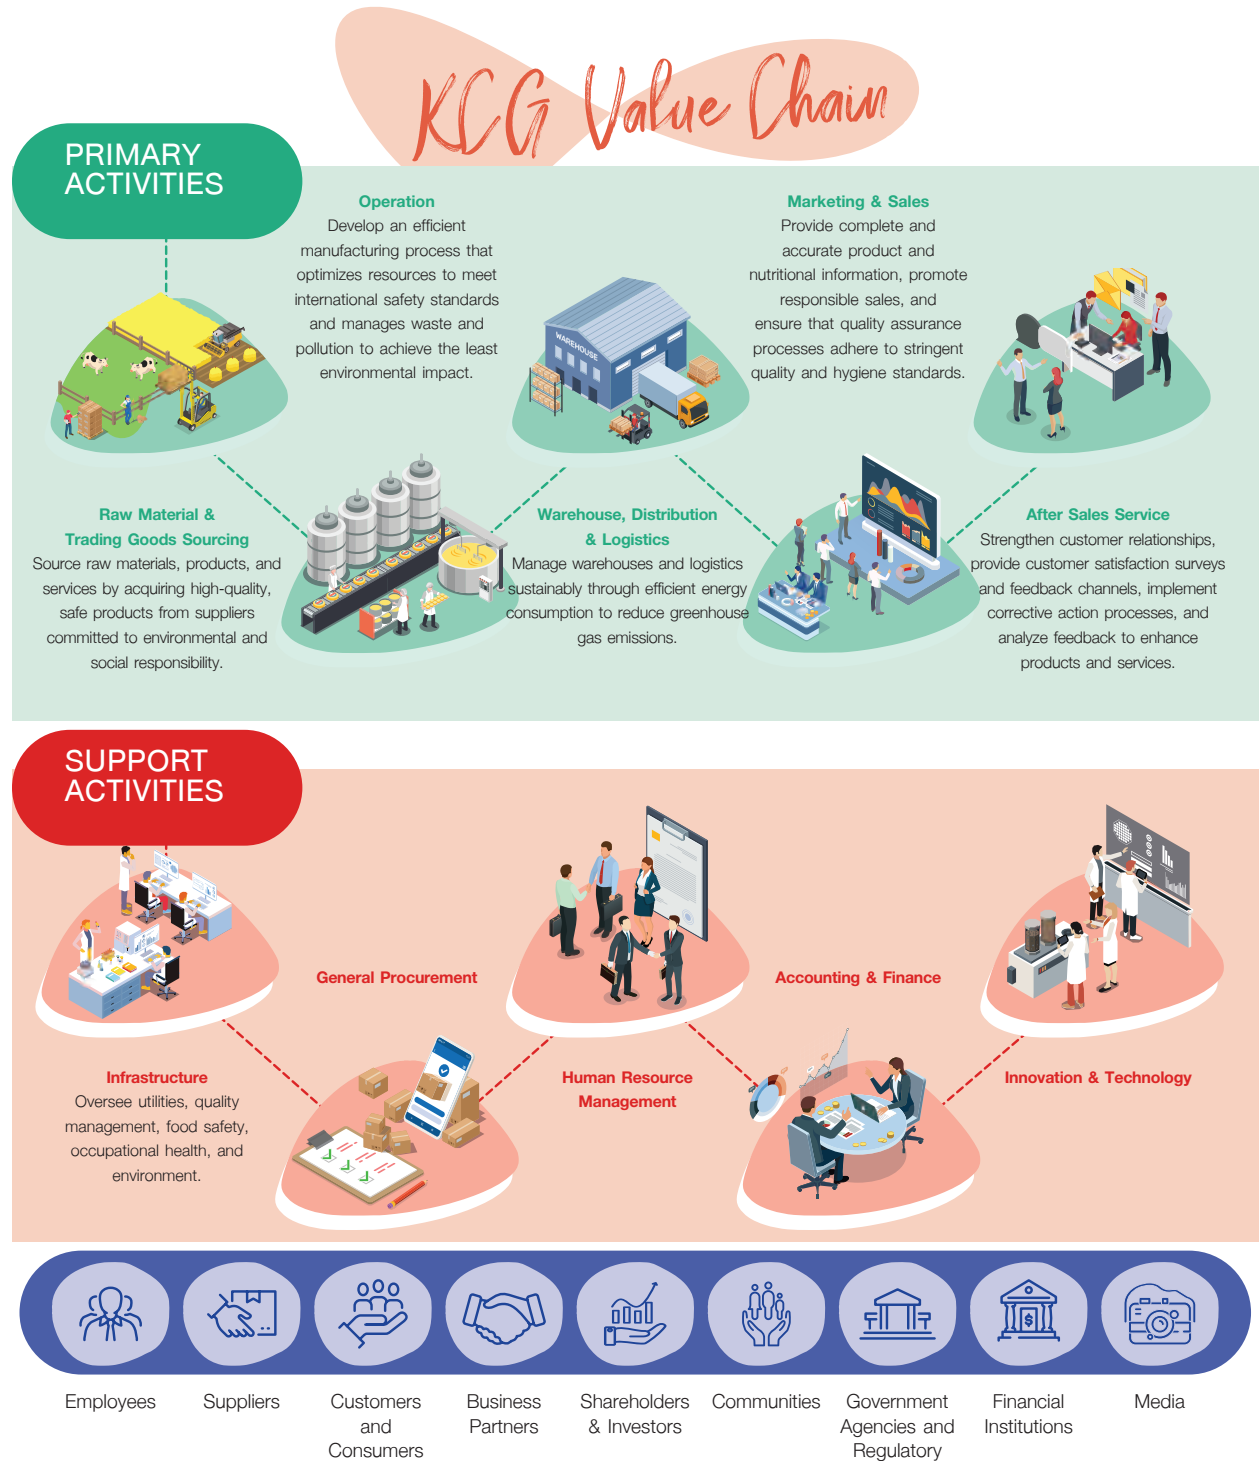 KCG Value Chain
PRIMARY
ACTIVITIES
Operation
Develop an efficient
manufacturing process that
optimizes resources to meet
international safety standards
and manages waste and
pollution to achieve the least
environmental impact.
Marketing & Sales
Provide complete and
accurate product and
nutritional information, promote
responsible sales, and
ensure that quality assurance
processes adhere to stringent
quality and hygiene standards.
WAREHOUSE
Raw Material &
Trading Goods Sourcing
Source raw materials, products, and
services by acquiring high-quality,
safe products from suppliers
committed to environmental and
social responsibility.
Warehouse, Distribution
& Logistics
Manage warehouses and logistics
sustainably through efficient energy
consumption to reduce greenhouse
gas emissions.
After Sales Service
Strengthen customer relationships,
provide customer satisfaction surveys
and feedback channels, implement
corrective action processes, and
analyze feedback to enhance
products and services.
SUPPORT
ACTIVITIES
General Procurement
Accounting & Finance
Infrastructure
Oversee utilities, quality
management, food safety,
occupational health, and
environment.
Human Resource
Management
Innovation & Technology
$
Employees
Suppliers
Customers
and
Consumers
Business
Partners
Shareholders
& Investors
Communities
Government
Agencies and
Regulatory
Financial
Institutions
Media